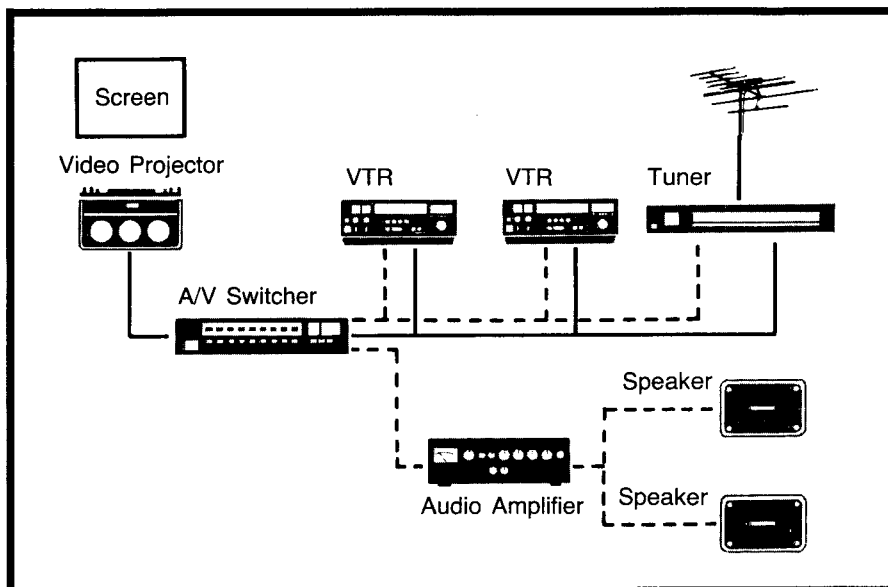 Screen
Video Projector
VTR
VTR
Tuner
A/V Switcher
Speaker
Audio Amplifier
Speaker